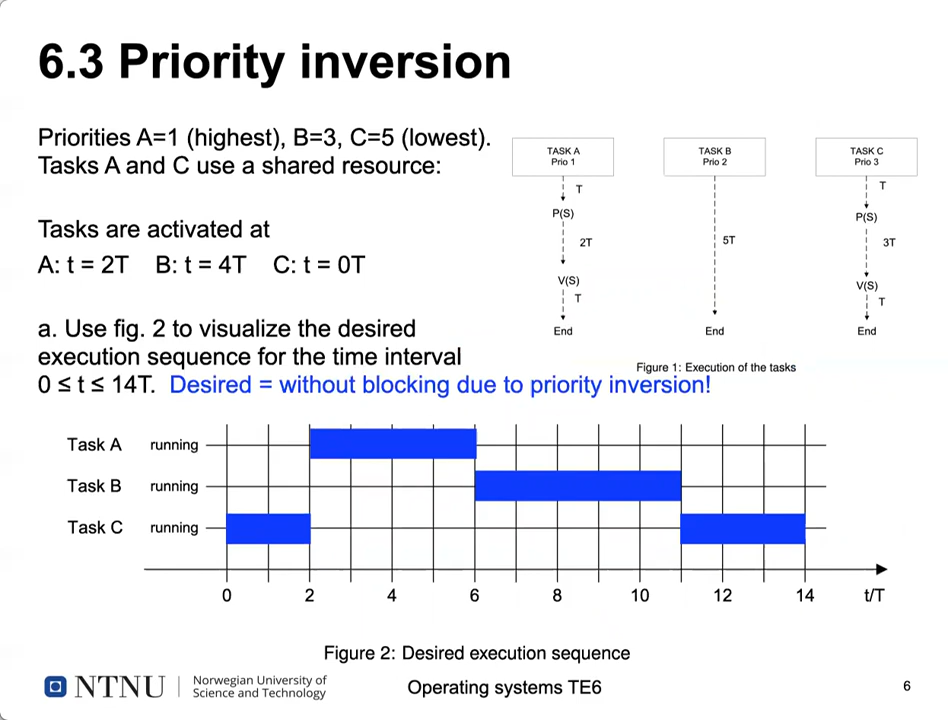 6.3 Priority inversion
Priorities A=1 (highest), B=3, C=5 (lowest).
Tasks A and C use a shared resource:
Tasks are activated at
A: t = 2T B: t = 4T C: t = 0T
a. Use fig. 2 to visualize the desired
execution sequence for the time interval
0 ≤ t ≤ 14T. Desired = without blocking due to priority inversion!
TASK A
Prio 1
T
P(S)
2T
V(S)
T
End
TASK B
Prio 2
5T
End
TASK C
Prio 3
T
P(S)
3T
V(S)
T
End
Figure 1: Execution of the tasks
Task A running
Task B running
Task C running
0 2 4 6 8 10 12 14 t/T
Figure 2: Desired execution sequence
NTNU
Norwegian University of
Science and Technology
Operating systems TE6
6